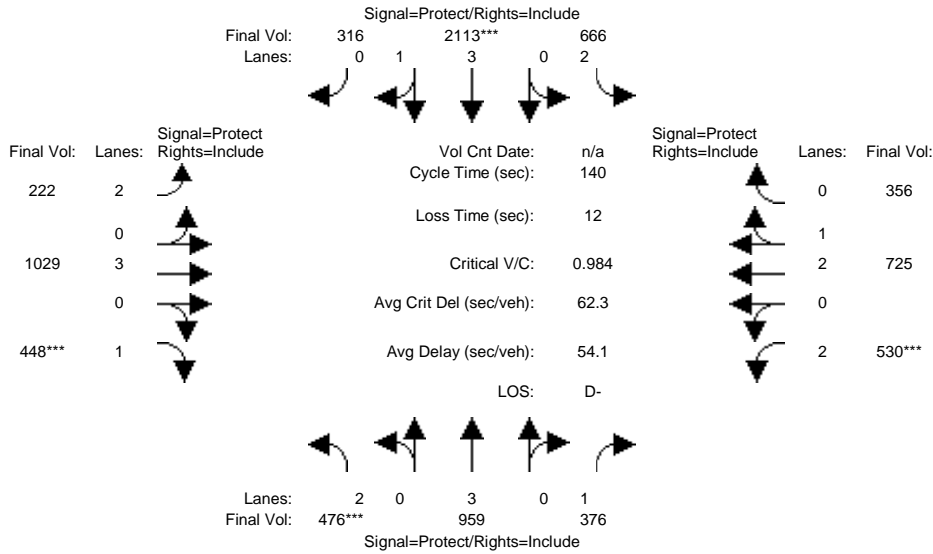 Signal=Protect/Rights=Include
Final Vol: 316 2113*** 666
Lanes: 0 1 3 0 2
Signal=Protect
Final Vol: Lanes: Rights=Include
Vol Cnt Date: n/a
Signal=Protect
Rights=Include Lanes: Final Vol:
Cycle Time (sec): 140
222 2
0 356
Loss Time (sec): 12
0
1
1029 3
Critical V/C: 0.984
2 725
0
Avg Crit Del (sec/veh): 62.3
0
448*** 1
Avg Delay (sec/veh): 54.1
2 530***
LOS: D-
Lanes: 2 0 3 0 1
Final Vol: 476*** 959 376
Signal=Protect/Rights=Include